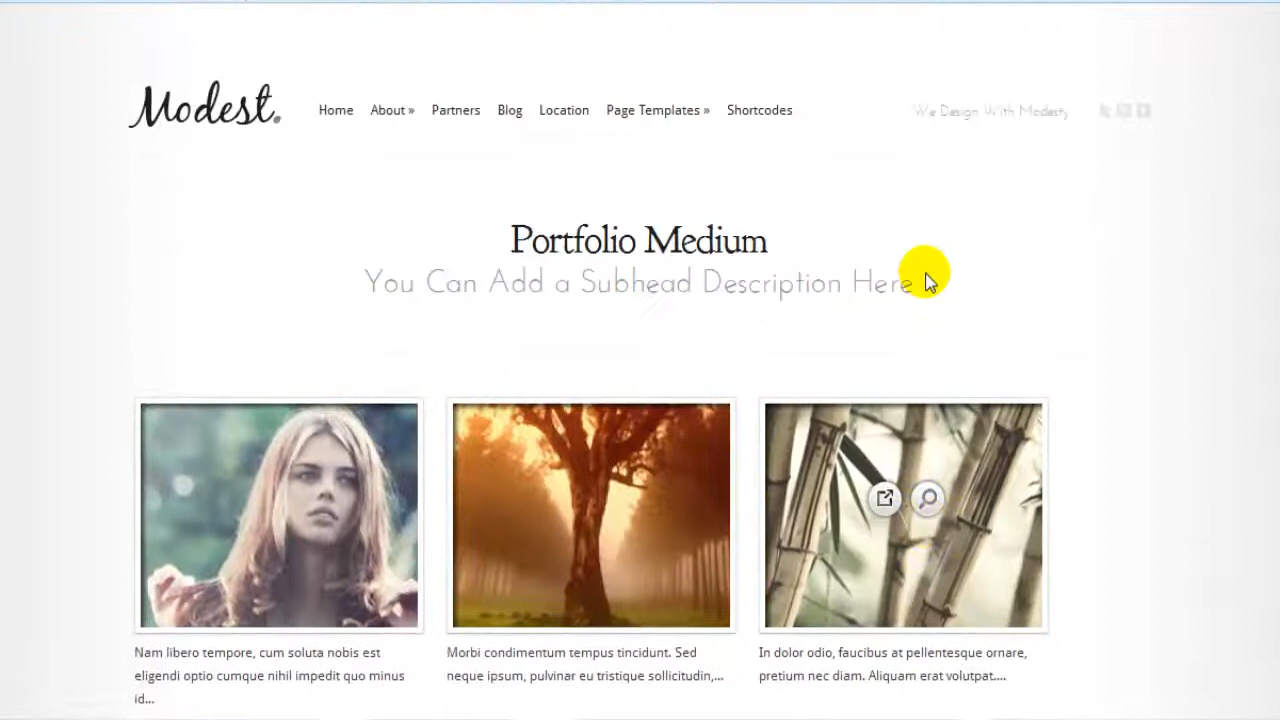 Modest.
Home About » Partners Blog Location Page Templates » Shortcodes
We Design With Modesty
Portfolio Medium
You Can Add a Subhead Description Here
Nam libero tempore, cum soluta nobis est
eligendi optio cumque nihil impedit quo minus
id...
Morbi condimentum tempus tincidunt. Sed
neque ipsum, pulvinar eu tristique sollicitudin,...
In dolor odio, faucibus at pellentesque ornare,
pretium nec diam. Aliquam erat volutpat....